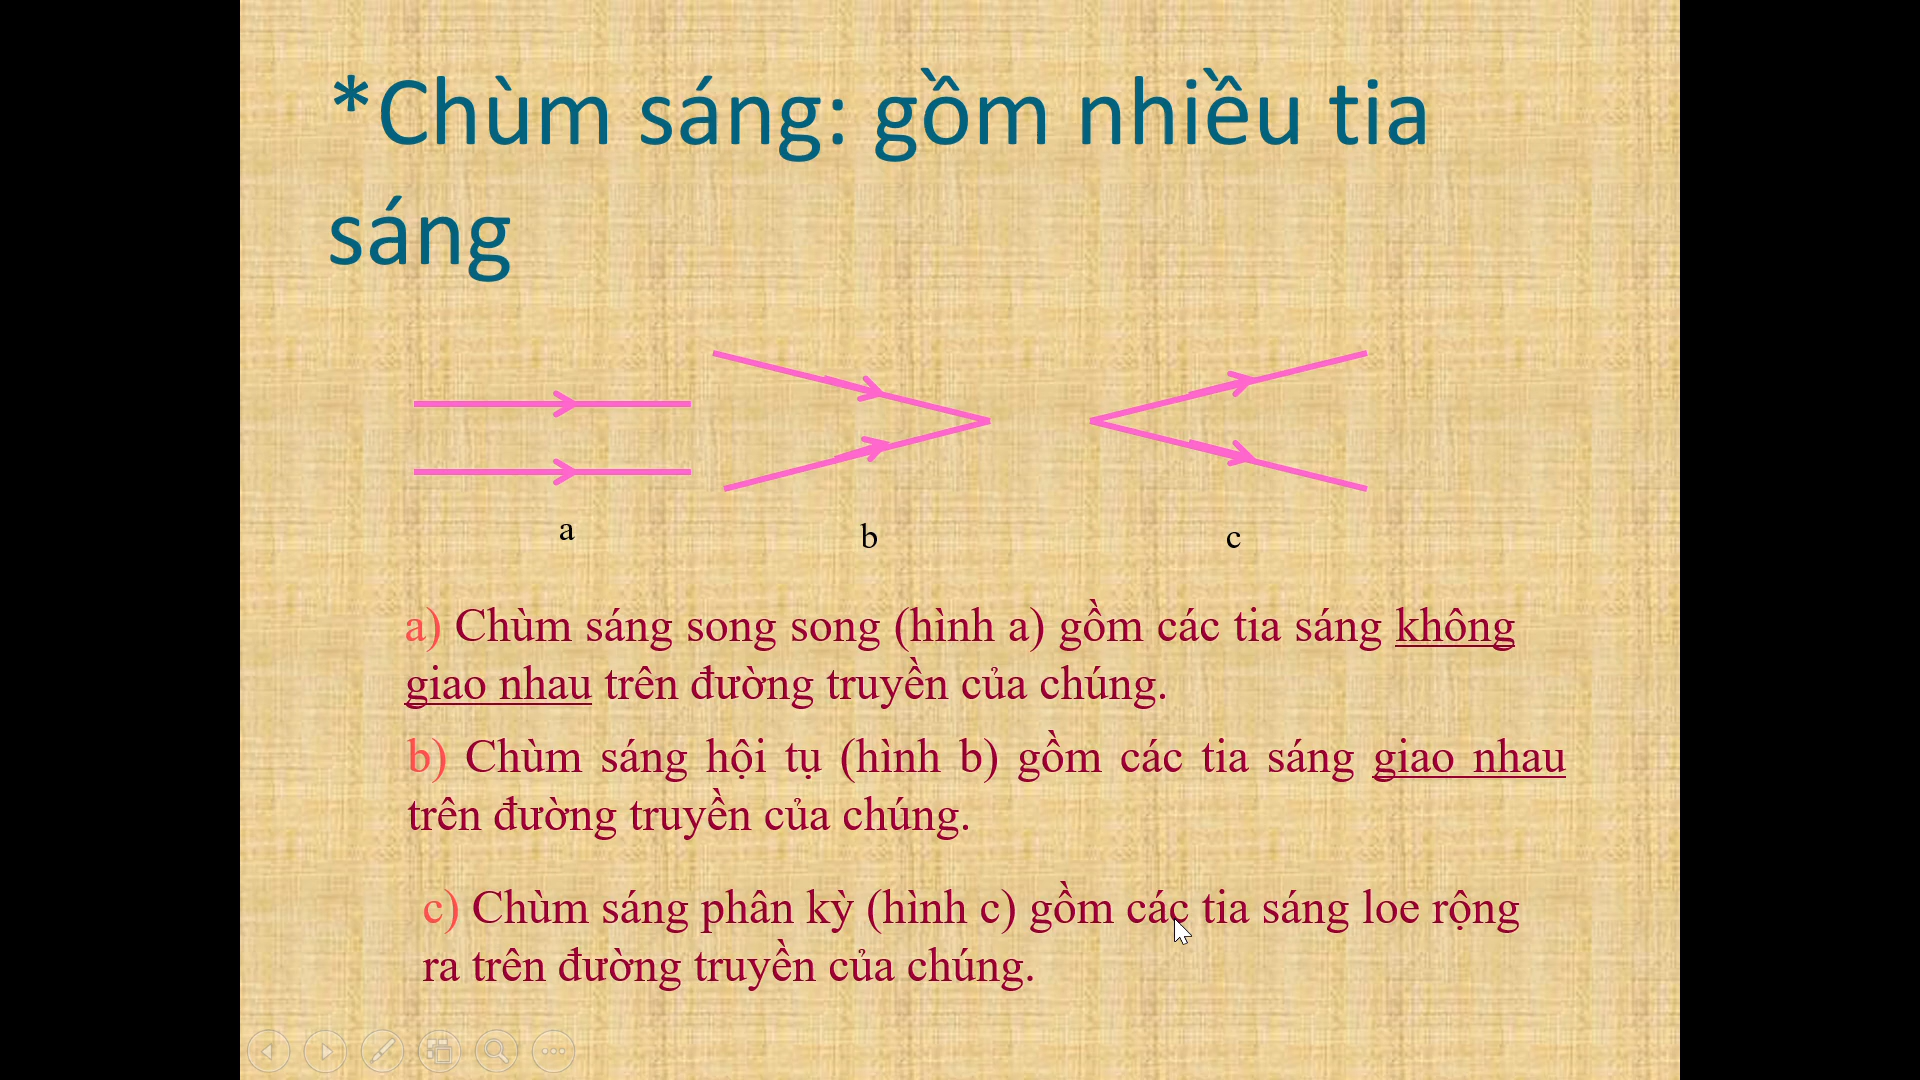 *Chùm sáng: gồm nhiều tia
sáng
a
b
c
a) Chùm sáng song song (hình a) gồm các tia sáng không
giao nhau trên đường truyền của chúng.
b) Chùm sáng hội tụ (hình b) gồm các tia sáng giao nhau
trên đường truyền của chúng.
c) Chùm sáng phân kỳ (hình c) gồm các tia sáng loe rộng
ra trên đường truyền của chúng.